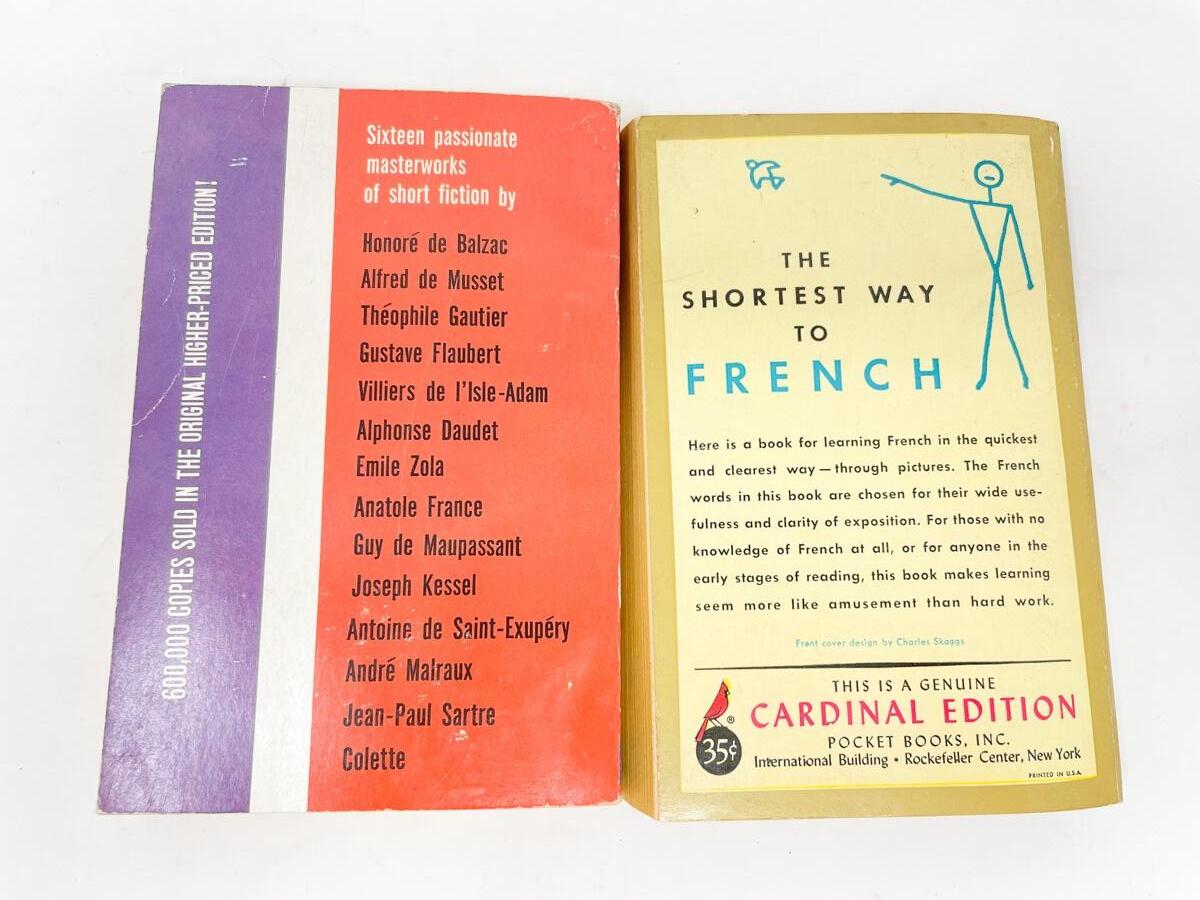 600,000 COPIES SOLD IN THE ORIGINAL HIGHER-PRICED EDITION!
Sixteen passionate
masterworks
of short fiction by
Honoré de Balzac
Alfred de Musset
Théophile Gautier
Gustave Flaubert
Villiers de l'Isle-Adam
Alphonse Daudet
Emile Zola
Anatole France
Guy de Maupassant
Joseph Kessel
Antoine de Saint-Exupéry
André Malraux
Jean-Paul Sartre
Colette
THE
SHORTEST WAY
TO
FRENCH
Here is a book for learning French in the quickest
and clearest way — through pictures. The French
words in this book are chosen for their wide use-
fulness and clarity of exposition. For those with no
knowledge of French at all, or for anyone in the
early stages of reading, this book makes learning
seem more like amusement than hard work.
Front cover design by Charles Skaggs
THIS IS A GENUINE
® CARDINAL EDITION
35¢
POCKET BOOKS, INC.
International Building • Rockefeller Center, New York
PRINTED IN U.S.A.